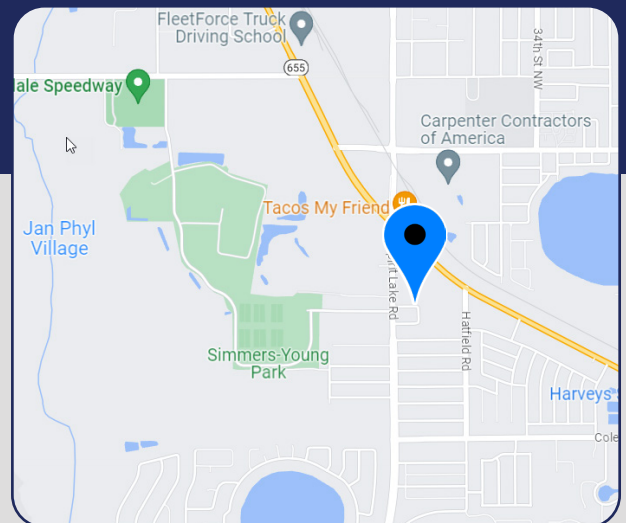 FleetForce Truck
Driving School
655
34th St NW
dale Speedway
Carpenter Contractors
of America
Tacos My Friend
Jan Phyl
Village
Lake Rd
Hatfield Rd
Simmers-Young
Park
Harveys
Cole